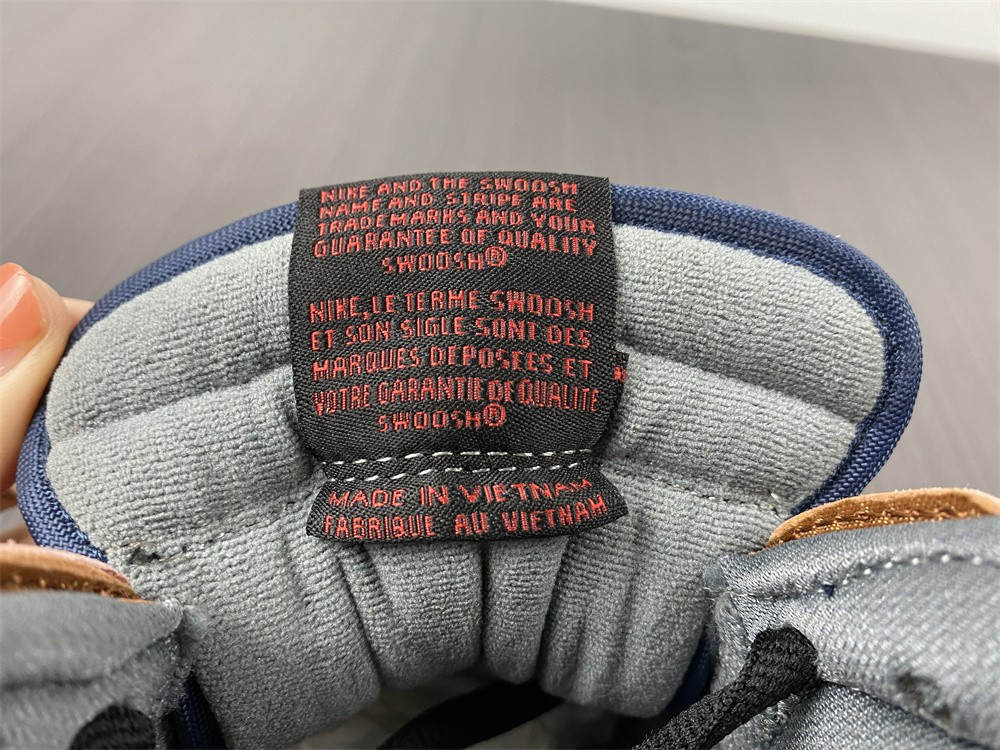 NIKE AND THE SWOOSH
NAME AND STRIPE ARE
TRADEMARKS AND YOUR
GUARANTEE OF QUALITY
SWOOSH®
NIKE, LE TERME SWOOSH
ET SON SIGLE SONT DES
MARQUES DEPOSEES ET
VOTRE GARANTIE DE QUALITE
SWOOSH®
MADE IN VIETNAM
FABRIQUE AU VIETNAM